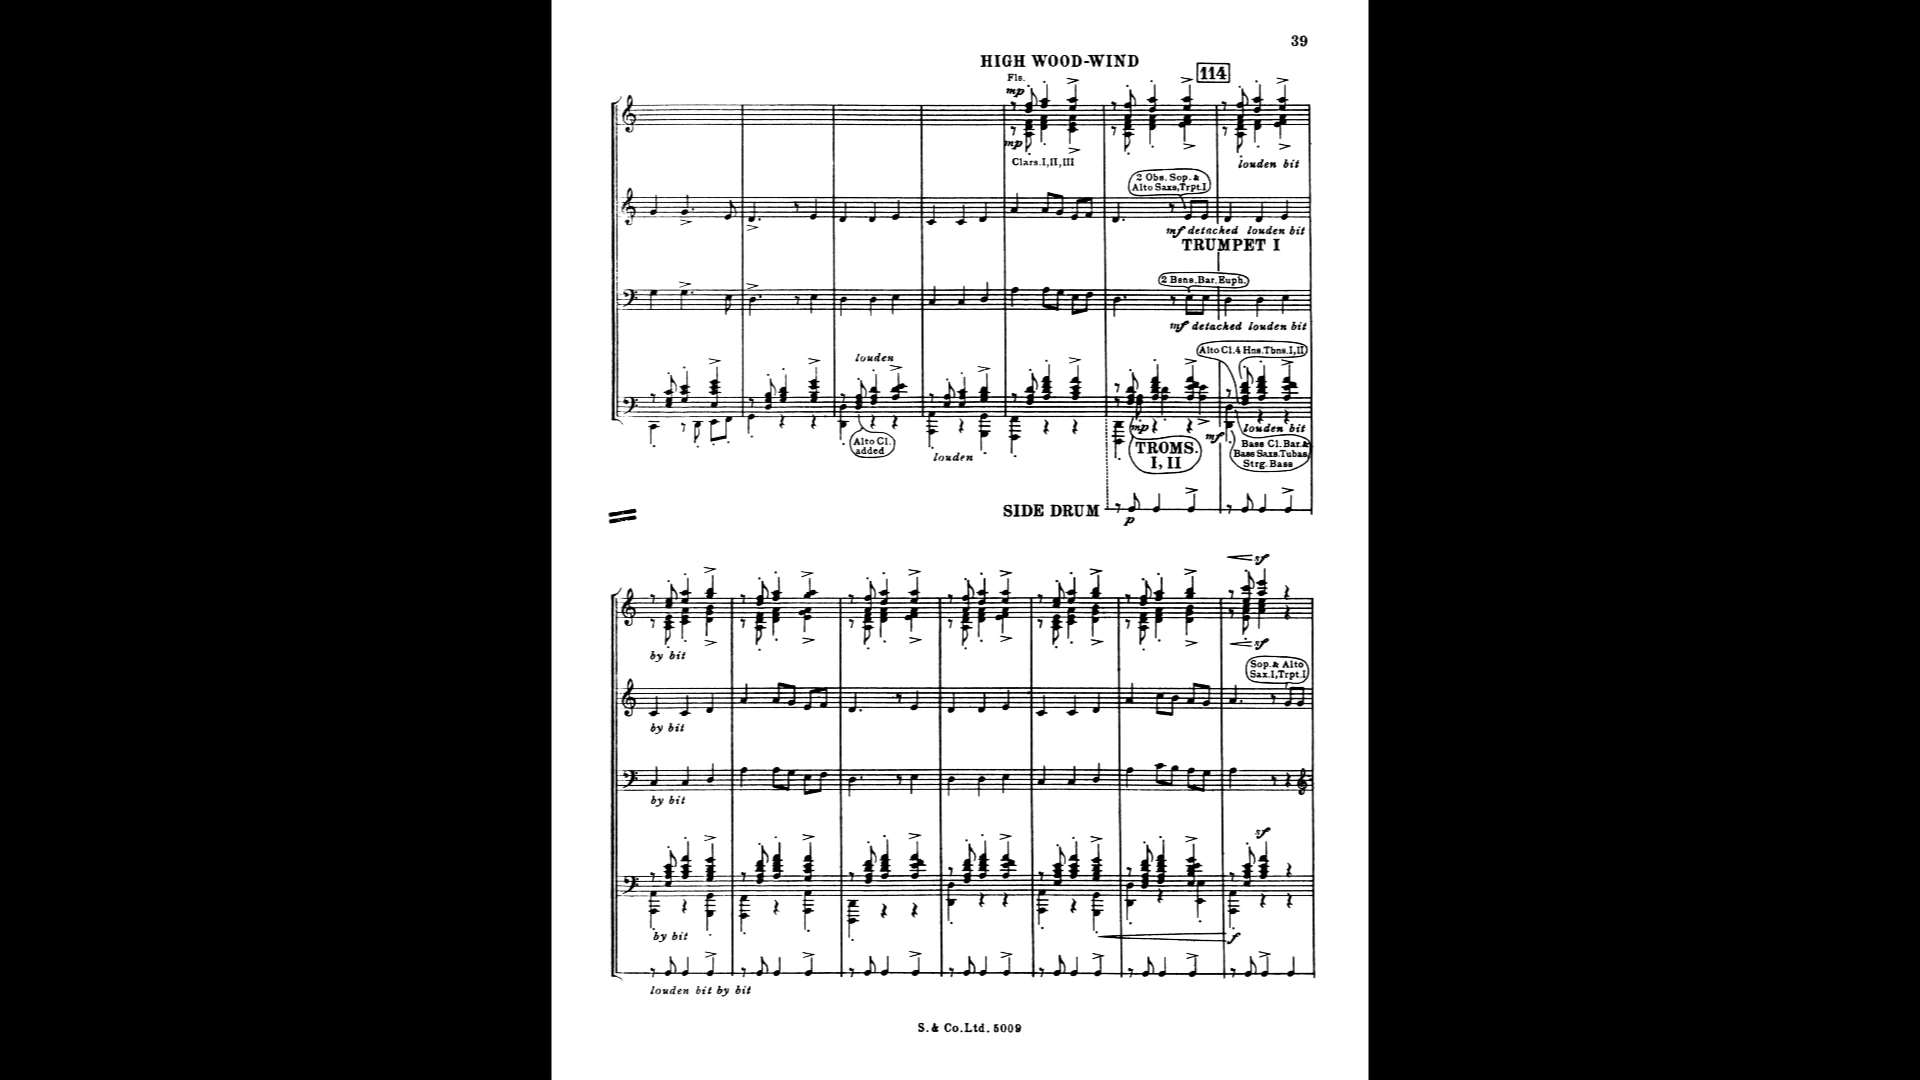 39
HIGH WOOD-WIND
114
Fls.
mp
mp
Clars. I, II, III
louden bit
2 Obs. Sop. &
Alto Saxs, Trpt. I
mf detached louden bit
TRUMPET I
2 Bsns. Bar. Euph.
mf detached louden bit
Alto Cl. 4 Hns. Tbns. I, II
louden
Alto Cl.
added
louden
mp
TROMS.
I, II
mf
louden bit
Bass Cl. Bar. &
Bass Saxs. Tubas,
Strg. Bass
SIDE DRUM
p
sf
by bit
sf
Sop. & Alto
Sax. I, Trpt. I
by bit
by bit
sf
by bit
f
louden bit by bit
S. & Co. Ltd. 5009